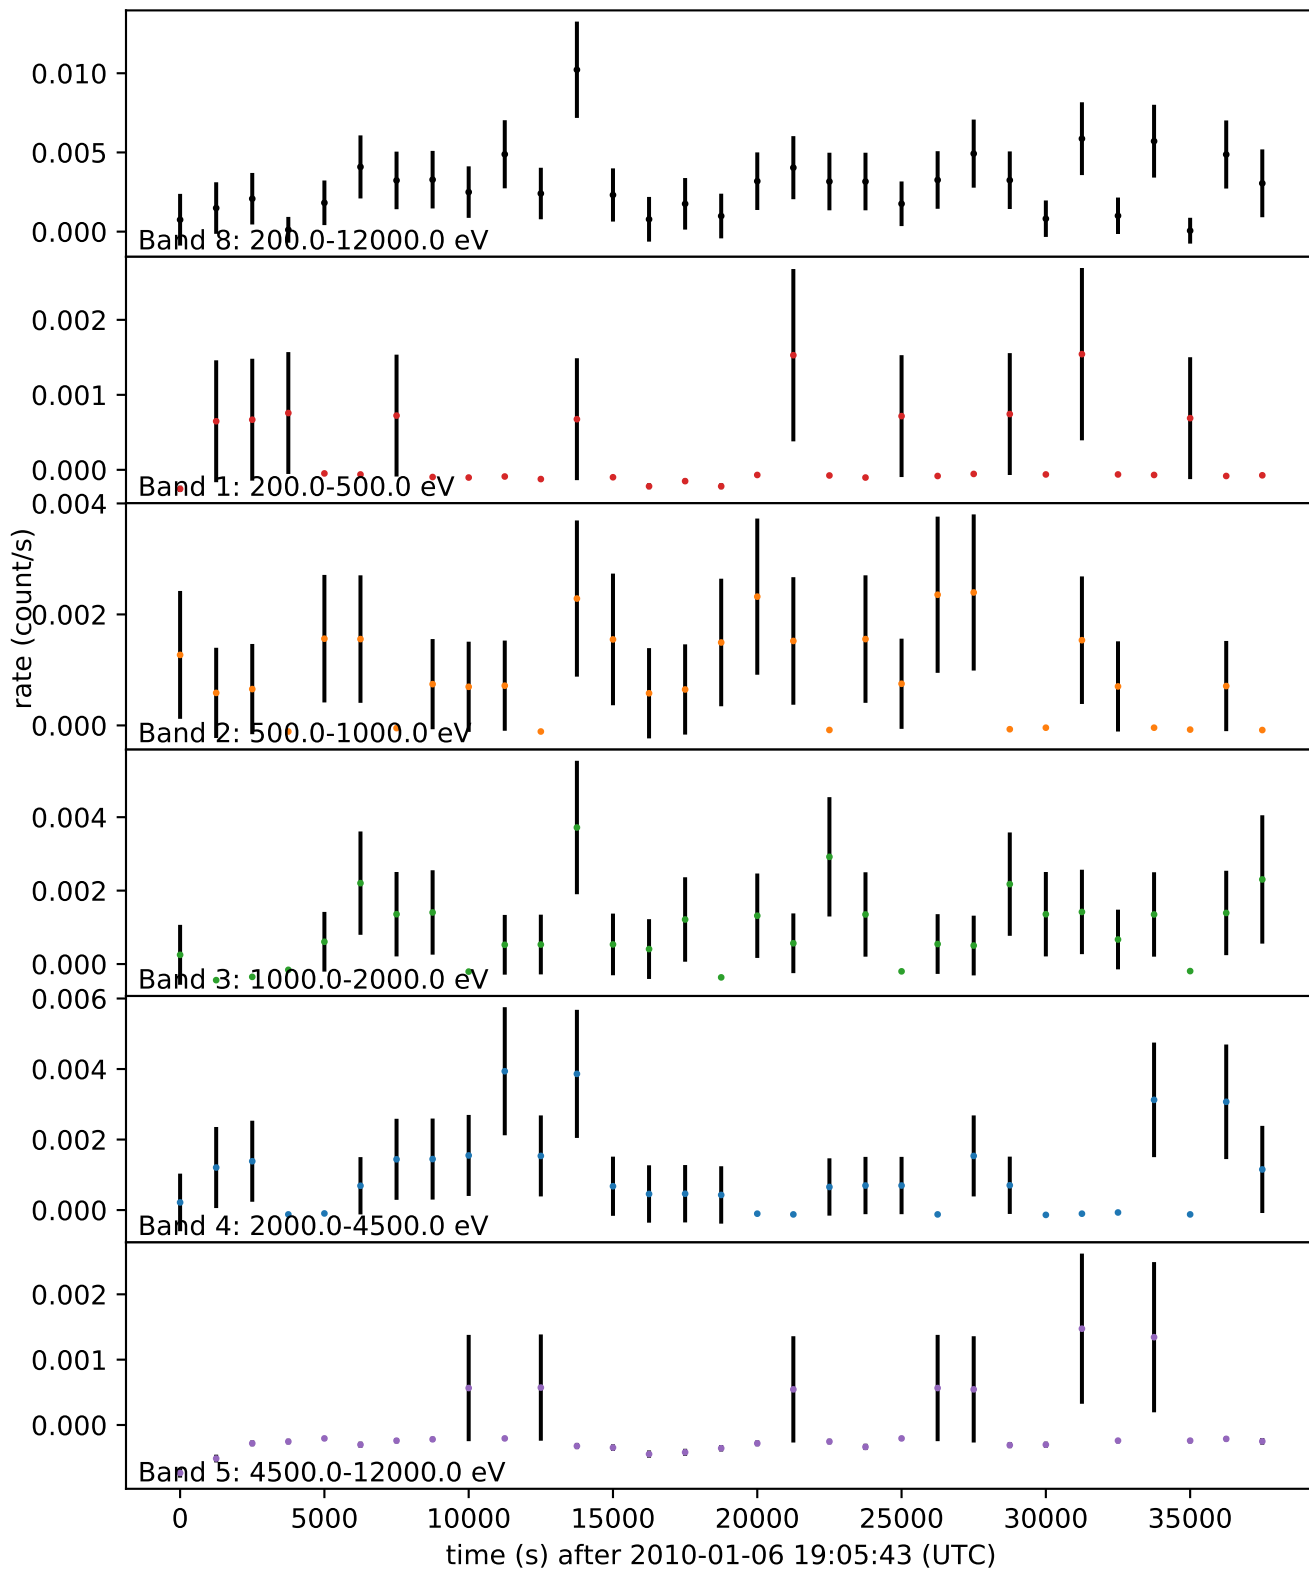 0.010
0.005
0.000
Band 8: 200.0-12000.0 eV
0.002
0.001
0.000
Band 1: 200.0-500.0 eV
0.004
0.002
0.000
Band 2: 500.0-1000.0 eV
rate (count/s)
0.004
0.002
0.000
Band 3: 1000.0-2000.0 eV
0.006
0.004
0.002
0.000
Band 4: 2000.0-4500.0 eV
0.002
0.001
0.000
Band 5: 4500.0-12000.0 eV
0 5000 10000 15000 20000 25000 30000 35000
time (s) after 2010-01-06 19:05:43 (UTC)